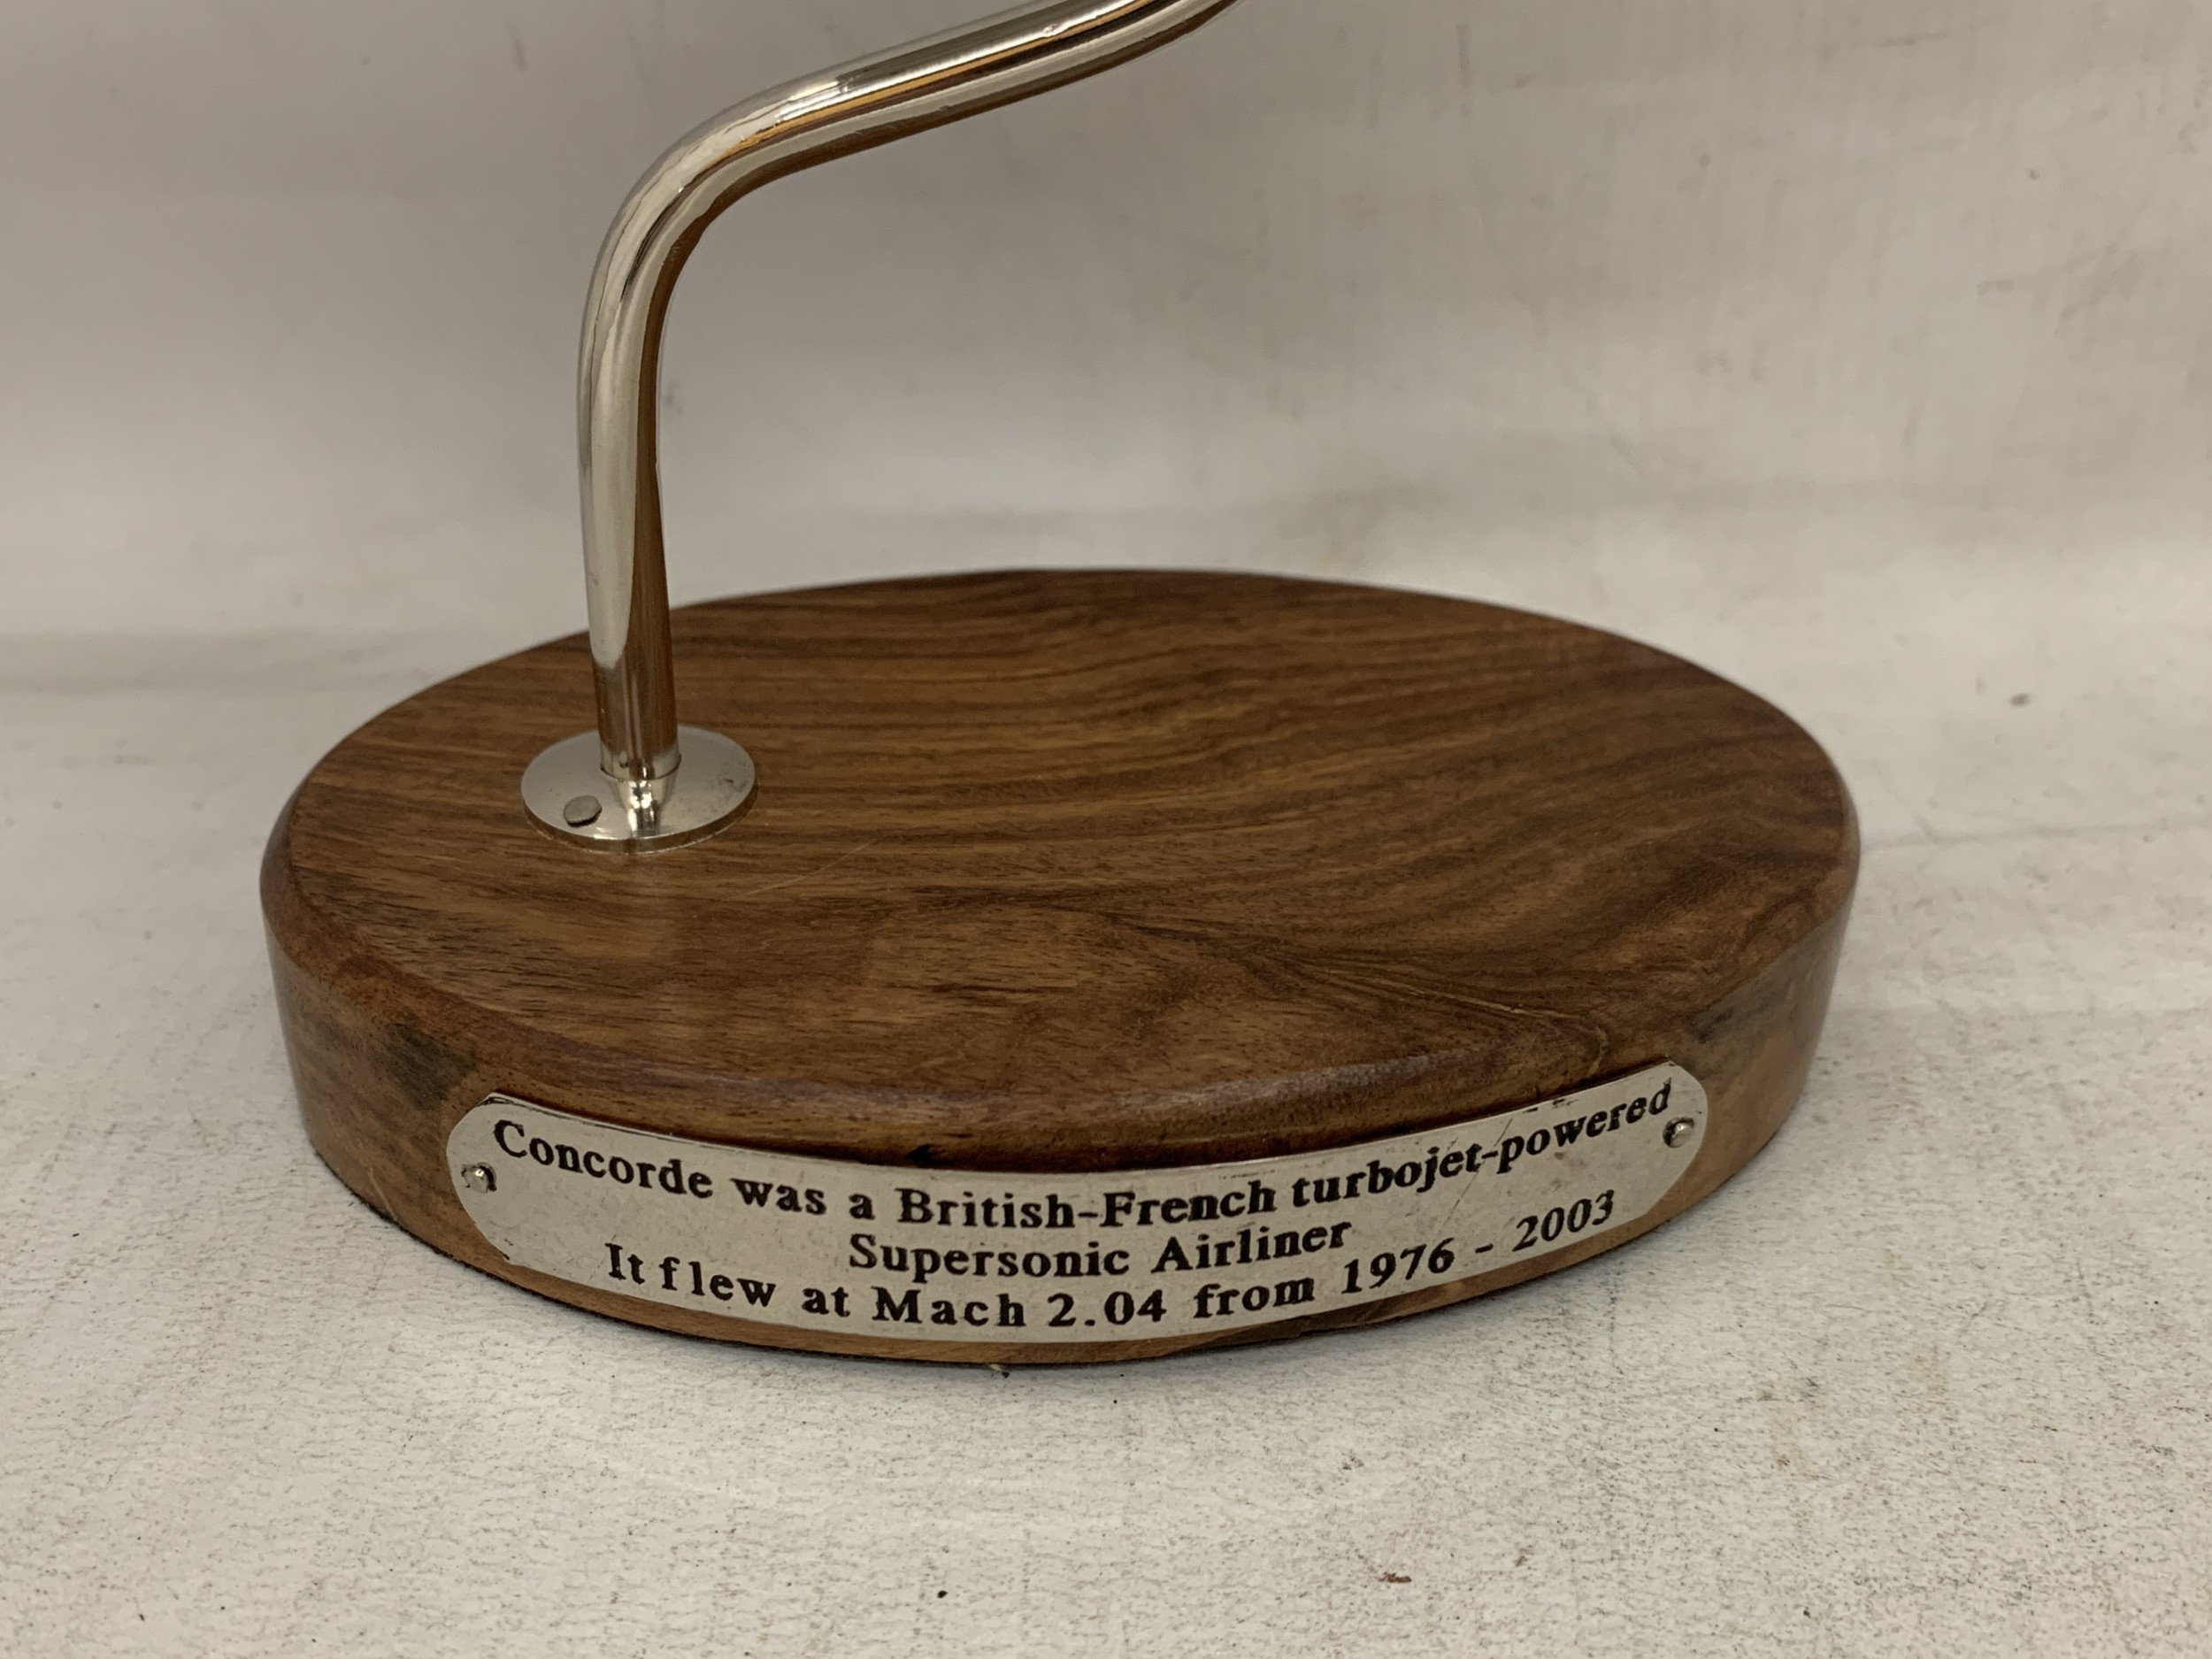 Concorde was a British-French turbojet-powered
Supersonic Airliner
It flew at Mach 2.04 from 1976 - 2003